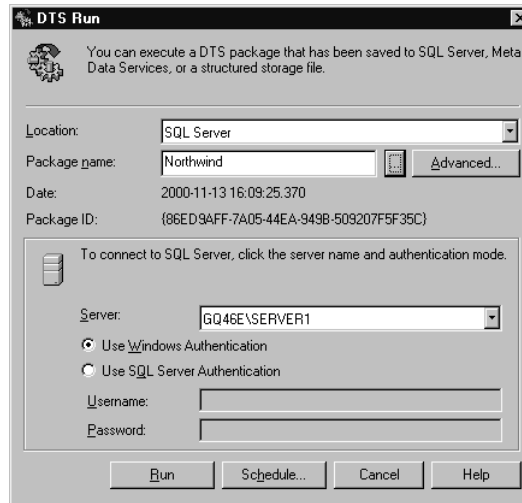 DTS Run
You can execute a DTS package that has been saved to SQL Server, Meta
Data Services, or a structured storage file.
Location: SQL Server
Package name: Northwind ... Advanced...
Date: 2000-11-13 16:09:25.370
Package ID: {86ED9AFF-7A05-44EA-949B-509207F5F35C}
To connect to SQL Server, click the server name and authentication mode.
Server: GQ46E\SERVER1
Use Windows Authentication
Use SQL Server Authentication
Username:
Password:
Run Schedule... Cancel Help